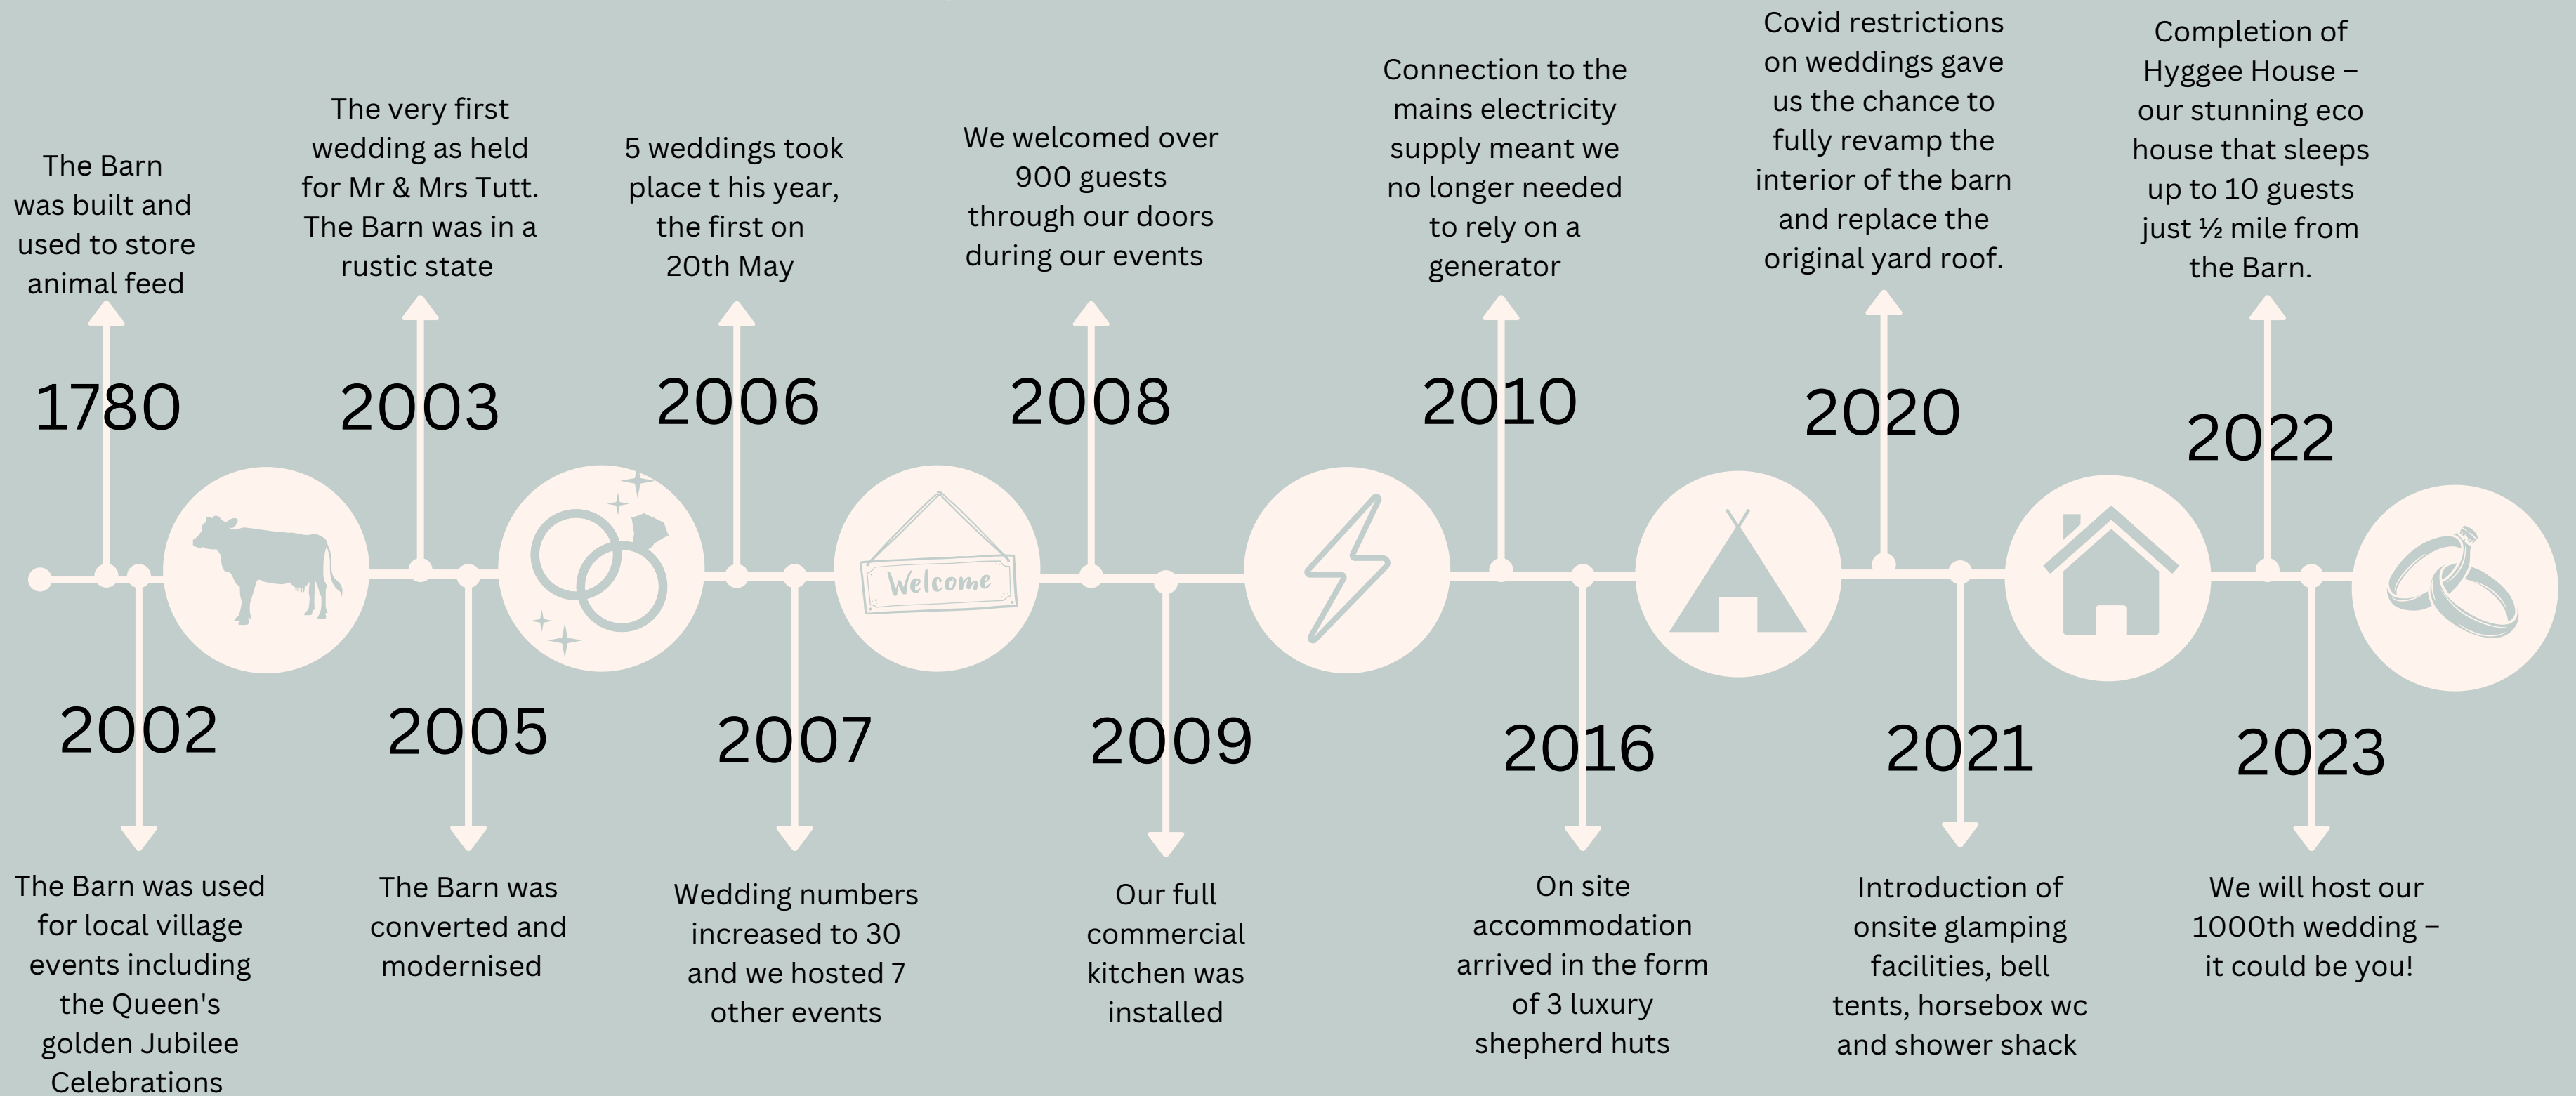 The Barn
was built and
used to store
animal feed
1780
2002
The Barn was used
for local village
events including
the Queen's
golden Jubilee
Celebrations
The very first
wedding as held
for Mr & Mrs Tutt.
The Barn was in a
rustic state
2003
2005
The Barn was
converted and
modernised
5 weddings took
place t his year,
the first on
20th May
2006
2007
Wedding numbers
increased to 30
and we hosted 7
other events
Welcome
We welcomed over
900 guests
through our doors
during our events
2008
2009
Our full
commercial
kitchen was
installed
Connection to the
mains electricity
supply meant we
no longer needed
to rely on a
generator
2010
2016
On site
accommodation
arrived in the form
of 3 luxury
shepherd huts
Covid restrictions
on weddings gave
us the chance to
fully revamp the
interior of the barn
and replace the
original yard roof.
2020
2021
Introduction of
onsite glamping
facilities, bell
tents, horsebox wc
and shower shack
Completion of
Hyggee House –
our stunning eco
house that sleeps
up to 10 guests
just ½ mile from
the Barn.
2022
2023
We will host our
1000th wedding –
it could be you!